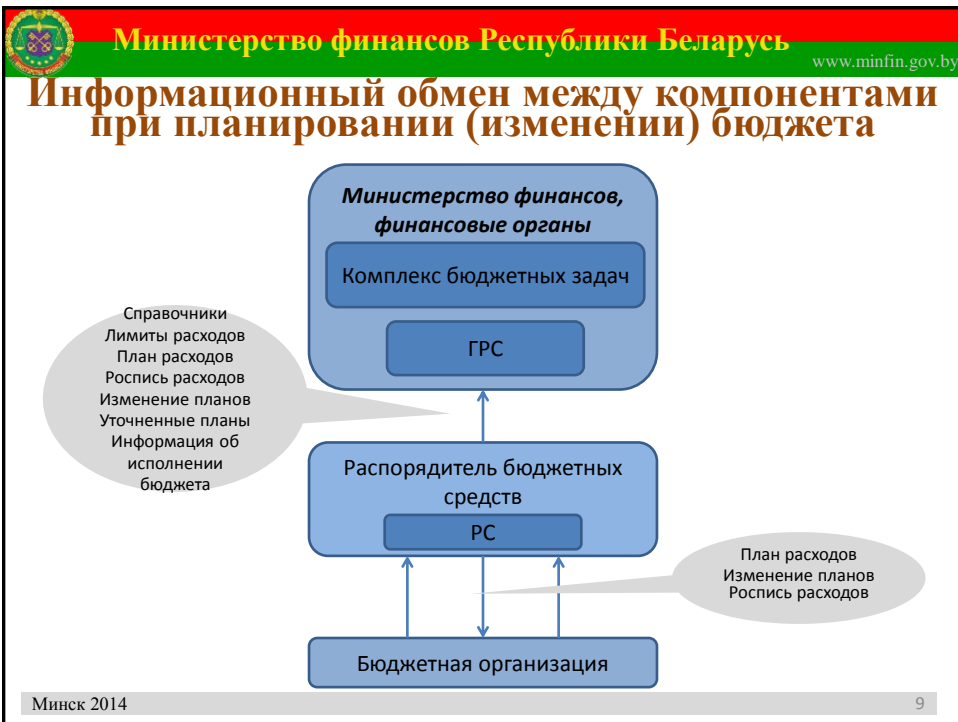 Министерство финансов Республики Беларусь
www.minfin.gov.by
Информационный обмен между компонентами
при планировании (изменении) бюджета
Министерство финансов,
финансовые органы
Комплекс бюджетных задач
ГРС
Справочники
Лимиты расходов
План расходов
Роспись расходов
Изменение планов
Уточненные планы
Информация об
исполнении
бюджета
Распорядитель бюджетных
средств
РС
План расходов
Изменение планов
Роспись расходов
Бюджетная организация
Минск 2014
9